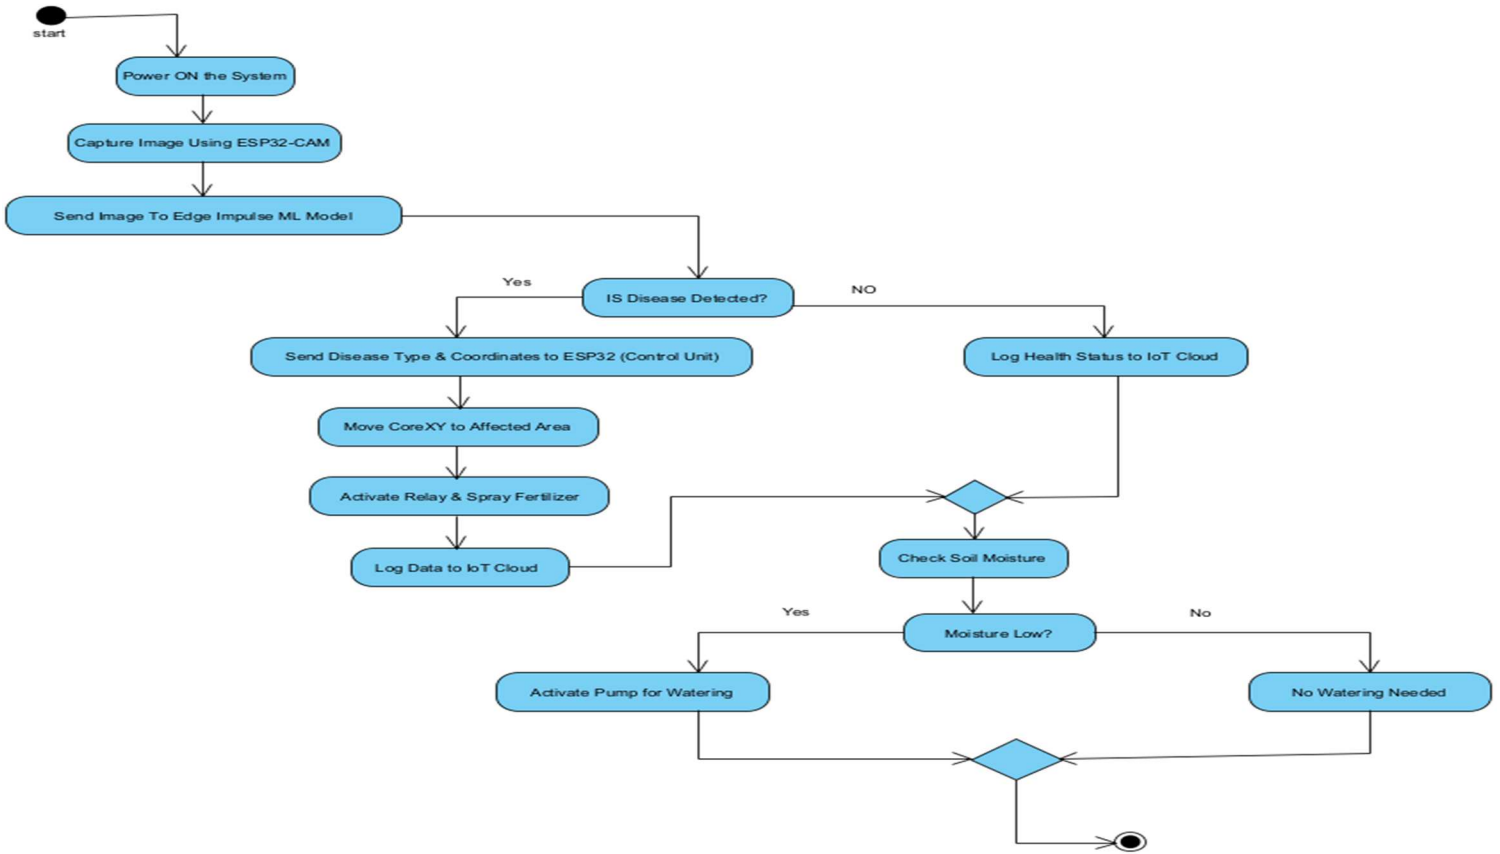 start
Power ON the System
Capture Image Using ESP32-CAM
Send Image To Edge Impulse ML Model
Yes
IS Disease Detected?
NO
Send Disease Type & Coordinates to ESP32 (Control Unit)
Log Health Status to IoT Cloud
Move CoreXY to Affected Area
Activate Relay & Spray Fertilizer
Log Data to IoT Cloud
Check Soil Moisture
Yes
Moisture Low?
No
Activate Pump for Watering
No Watering Needed